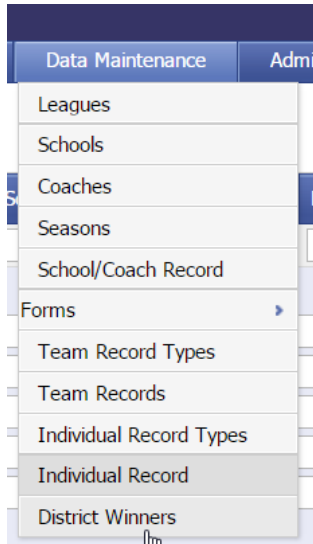 Data Maintenance
Leagues
Schools
Coaches
Seasons
School/Coach Record
Forms
Team Record Types
Team Records
Individual Record Types
Individual Record
District Winners